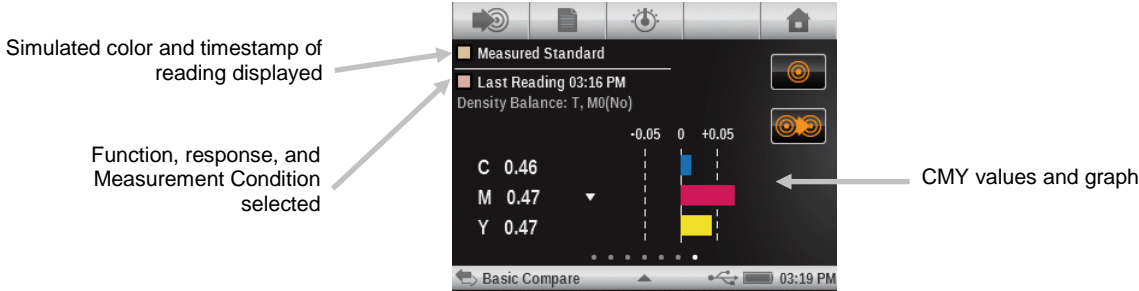 Simulated color and timestamp of
reading displayed
Function, response, and
Measurement Condition
selected
Measured Standard
Last Reading 03:16 PM
Density Balance: T, M0(No)
-0.05 0 +0.05
C 0.46
M 0.47
Y 0.47
Basic Compare
03:19 PM
CMY values and graph